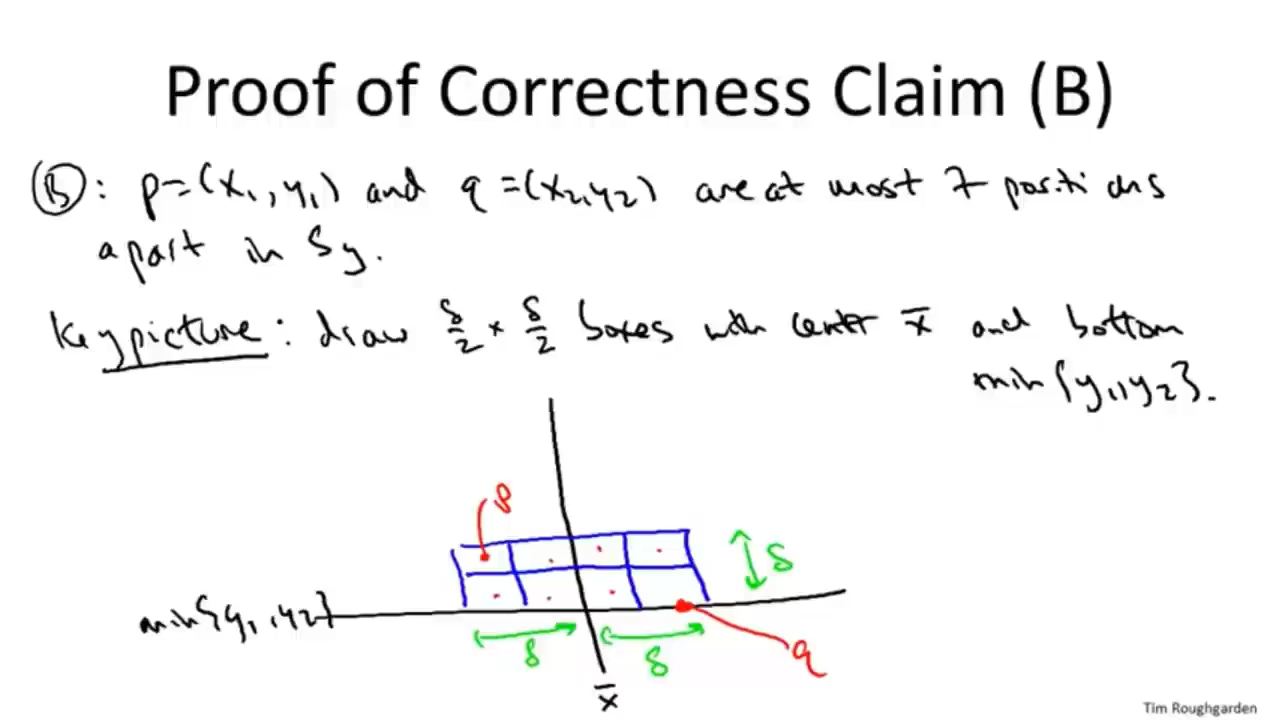 Proof of Correctness Claim (B)
(B): p=(x₁,y₁) and q=(x₂,y₂) are at most 7 positions
apart in Sy.
Key picture: draw δ/2 × δ/2 boxes with center x̄ and bottom
min{y₁,y₂}.
p
δ
min{y₁,y₂}
δ
δ
q
x̄
Tim Roughgarden